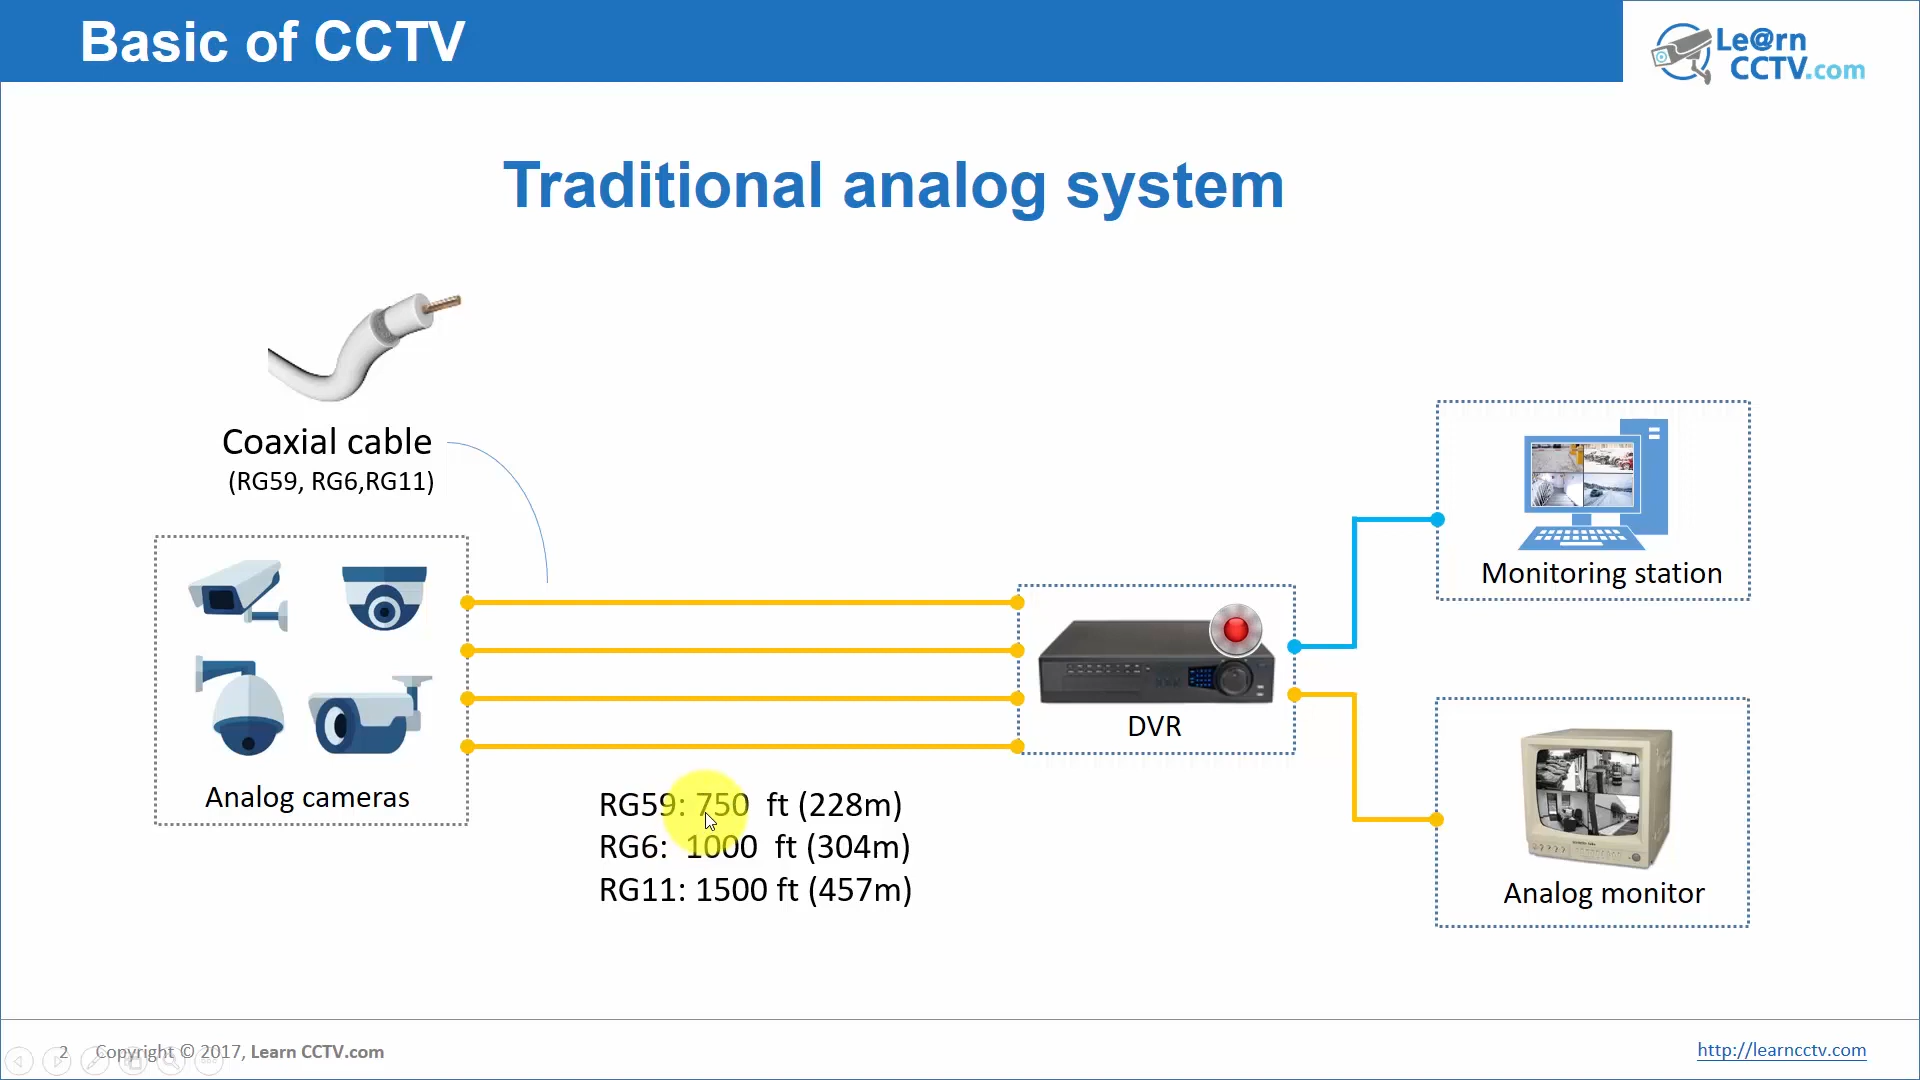 Basic of CCTV
Le@rn
CCTV.com
Traditional analog system
Coaxial cable
(RG59, RG6,RG11)
Analog cameras
DVR
Monitoring station
Analog monitor
RG59: 750 ft (228m)
RG6: 1000 ft (304m)
RG11: 1500 ft (457m)
2 Copyright © 2017, Learn CCTV.com
http://learncctv.com